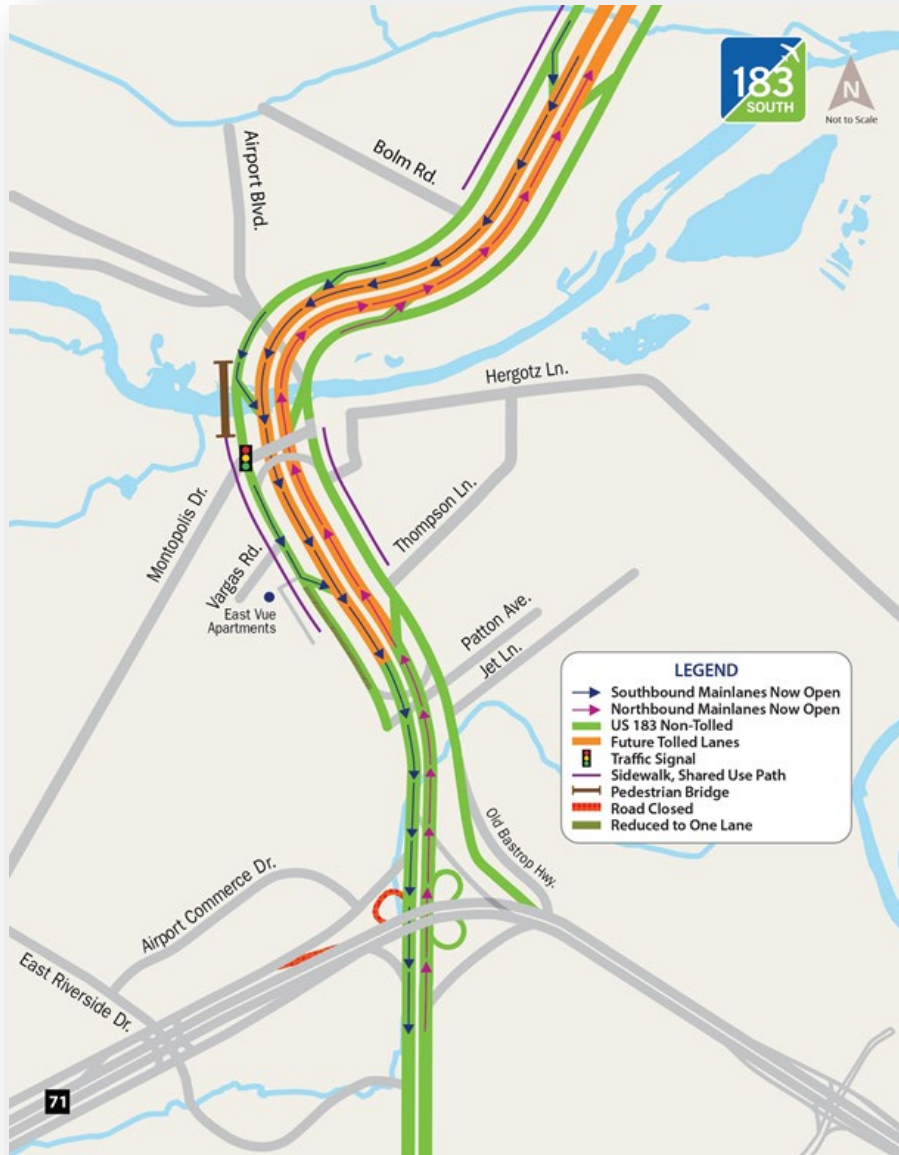 183
SOUTH
N
Not to Scale
Airport Blvd.
Bolm Rd.
Hergotz Ln.
Montopolis Dr.
Thompson Ln.
Vargas Rd.
East Vue
Apartments
Patton Ave.
Jet Ln.
LEGEND
Southbound Mainlanes Now Open
Northbound Mainlanes Now Open
US 183 Non-Tolled
Future Tolled Lanes
Traffic Signal
Sidewalk, Shared Use Path
Pedestrian Bridge
Road Closed
Reduced to One Lane
Old Bastrop Hwy.
Airport Commerce Dr.
East Riverside Dr.
71